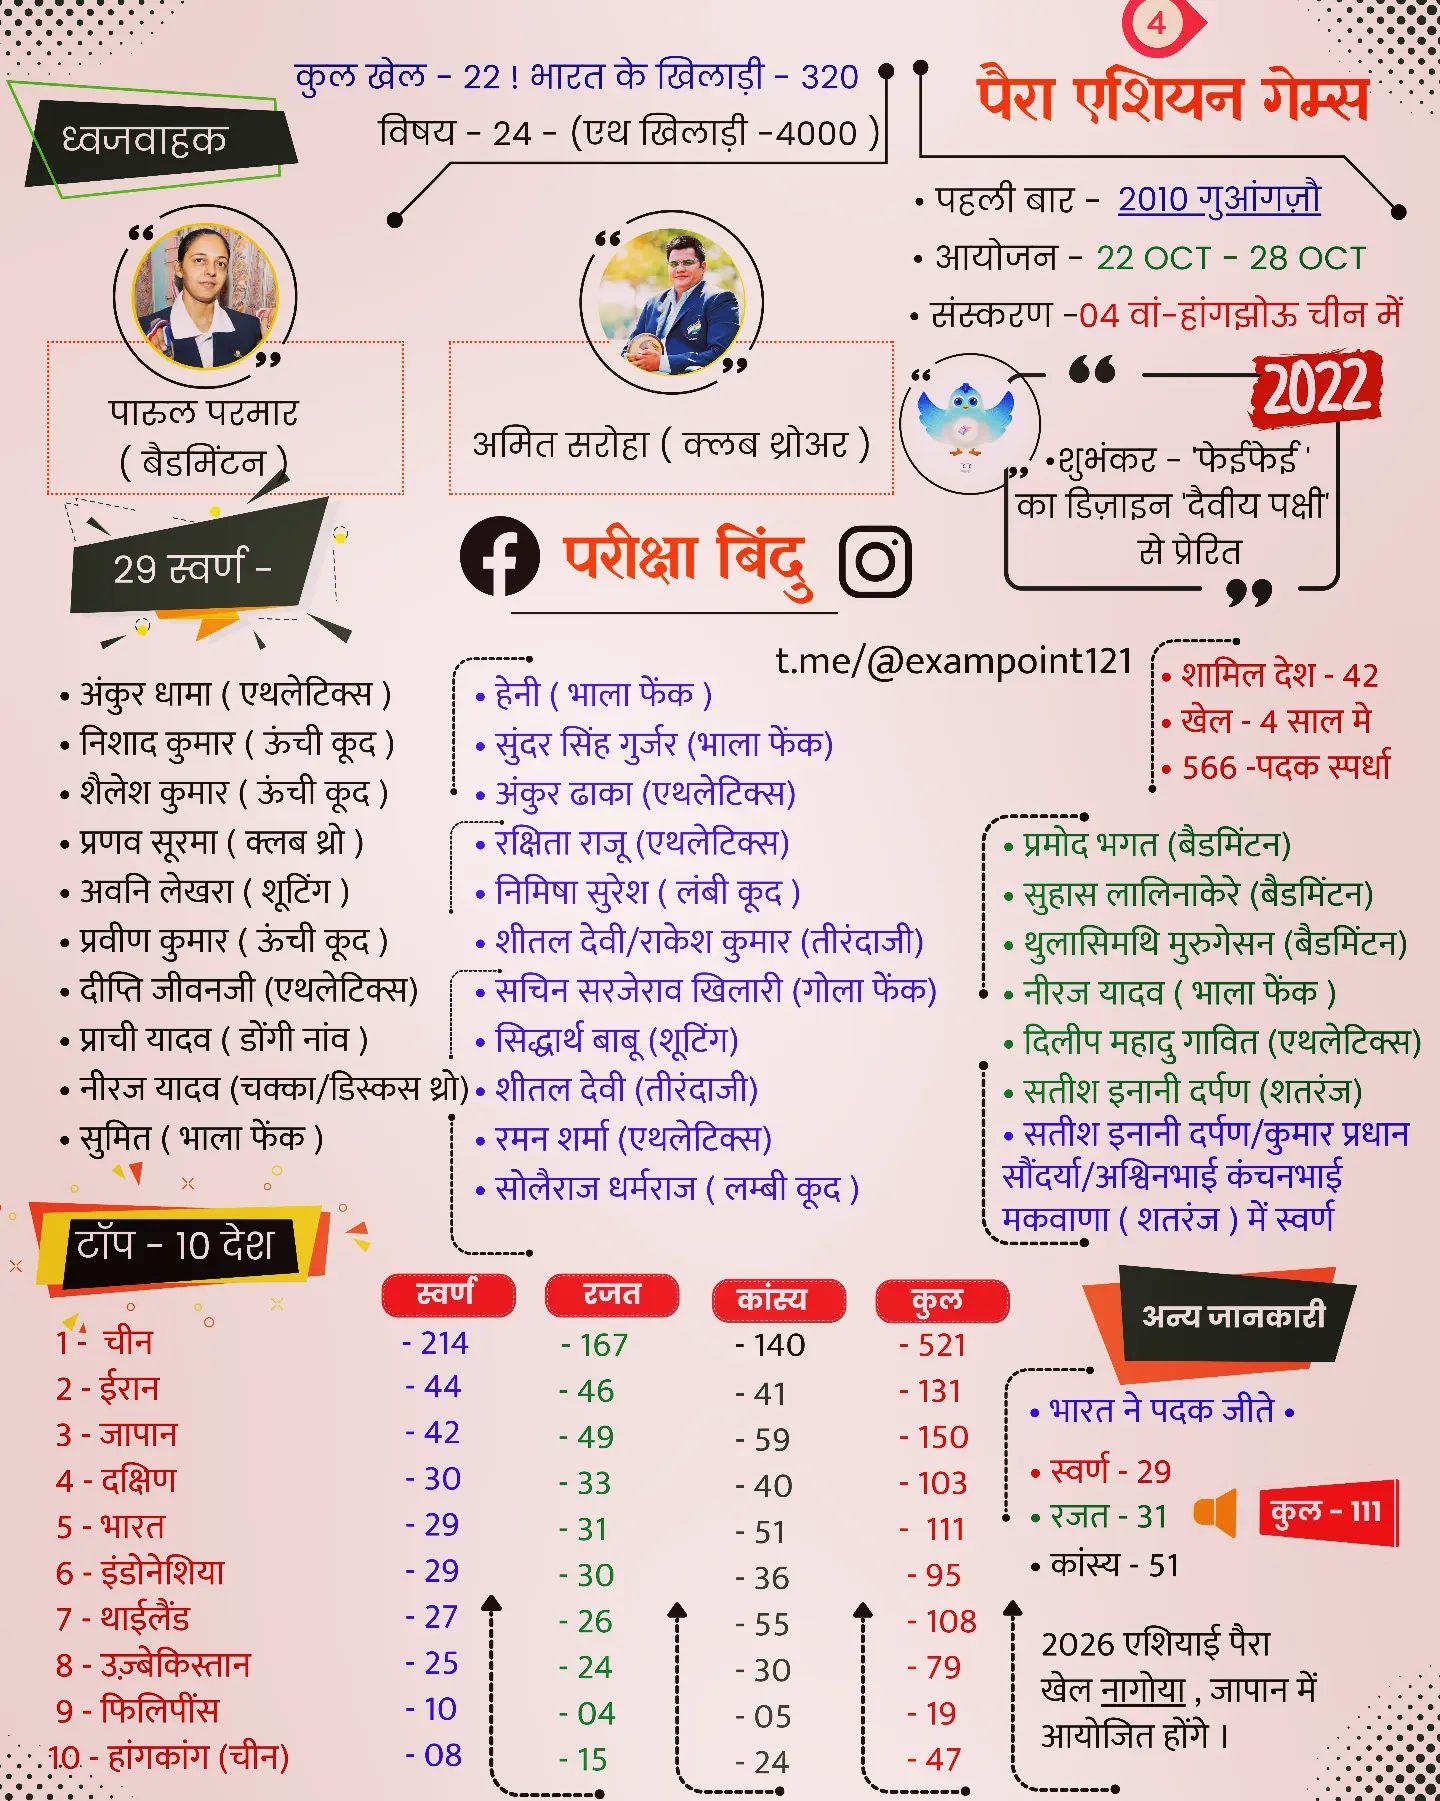 4
पैरा एशियन गेम्स
कुल खेल - 22 ! भारत के खिलाड़ी - 320
विषय - 24 - (एथ खिलाड़ी -4000 )
ध्वजवाहक
• पहली बार - 2010 गुआंगज़ौ
• आयोजन - 22 OCT - 28 OCT
• संस्करण -04 वां-हांगझोऊ चीन में
पारुल परमार
( बैडमिंटन )
अमित सरोहा ( क्लब थ्रोअर )
2022
•शुभंकर - 'फेईफेई '
का डिज़ाइन 'दैवीय पक्षी'
से प्रेरित
29 स्वर्ण -
परीक्षा बिंदु
t.me/@exampoint121
• शामिल देश - 42
• खेल - 4 साल मे
• 566 -पदक स्पर्धा
• अंकुर धामा ( एथलेटिक्स )
• निशाद कुमार ( ऊंची कूद )
• शैलेश कुमार ( ऊंची कूद )
• प्रणव सूरमा ( क्लब थ्रो )
• अवनि लेखरा ( शूटिंग )
• प्रवीण कुमार ( ऊंची कूद )
• दीप्ति जीवनजी (एथलेटिक्स)
• प्राची यादव ( डोंगी नांव )
• नीरज यादव (चक्का/डिस्कस थ्रो)
• सुमित ( भाला फेंक )
• हेनी ( भाला फेंक )
• सुंदर सिंह गुर्जर (भाला फेंक)
• अंकुर ढाका (एथलेटिक्स)
• रक्षिता राजू (एथलेटिक्स)
• निमिषा सुरेश ( लंबी कूद )
• शीतल देवी/राकेश कुमार (तीरंदाजी)
• सचिन सरजेराव खिलारी (गोला फेंक)
• सिद्धार्थ बाबू (शूटिंग)
• शीतल देवी (तीरंदाजी)
• रमन शर्मा (एथलेटिक्स)
• सोलैराज धर्मराज ( लम्बी कूद )
• प्रमोद भगत (बैडमिंटन)
• सुहास लालिनाकेरे (बैडमिंटन)
• थुलासिमथि मुरुगेसन (बैडमिंटन)
• नीरज यादव ( भाला फेंक )
• दिलीप महादु गावित (एथलेटिक्स)
• सतीश इनानी दर्पण (शतरंज)
• सतीश इनानी दर्पण/कुमार प्रधान
सौंदर्या/अश्विनभाई कंचनभाई
मकवाणा ( शतरंज ) में स्वर्ण
टॉप - 10 देश
स्वर्ण रजत कांस्य कुल
1 - चीन - 214 - 167 - 140 - 521
2 - ईरान - 44 - 46 - 41 - 131
3 - जापान - 42 - 49 - 59 - 150
4 - दक्षिण - 30 - 33 - 40 - 103
5 - भारत - 29 - 31 - 51 - 111
6 - इंडोनेशिया - 29 - 30 - 36 - 95
7 - थाईलैंड - 27 - 26 - 55 - 108
8 - उज़्बेकिस्तान - 25 - 24 - 30 - 79
9 - फिलिपींस - 10 - 04 - 05 - 19
10 - हांगकांग (चीन) - 08 - 15 - 24 - 47
अन्य जानकारी
• भारत ने पदक जीते •
• स्वर्ण - 29
• रजत - 31
• कांस्य - 51
कुल - 111
2026 एशियाई पैरा
खेल नागोया , जापान में
आयोजित होंगे ।